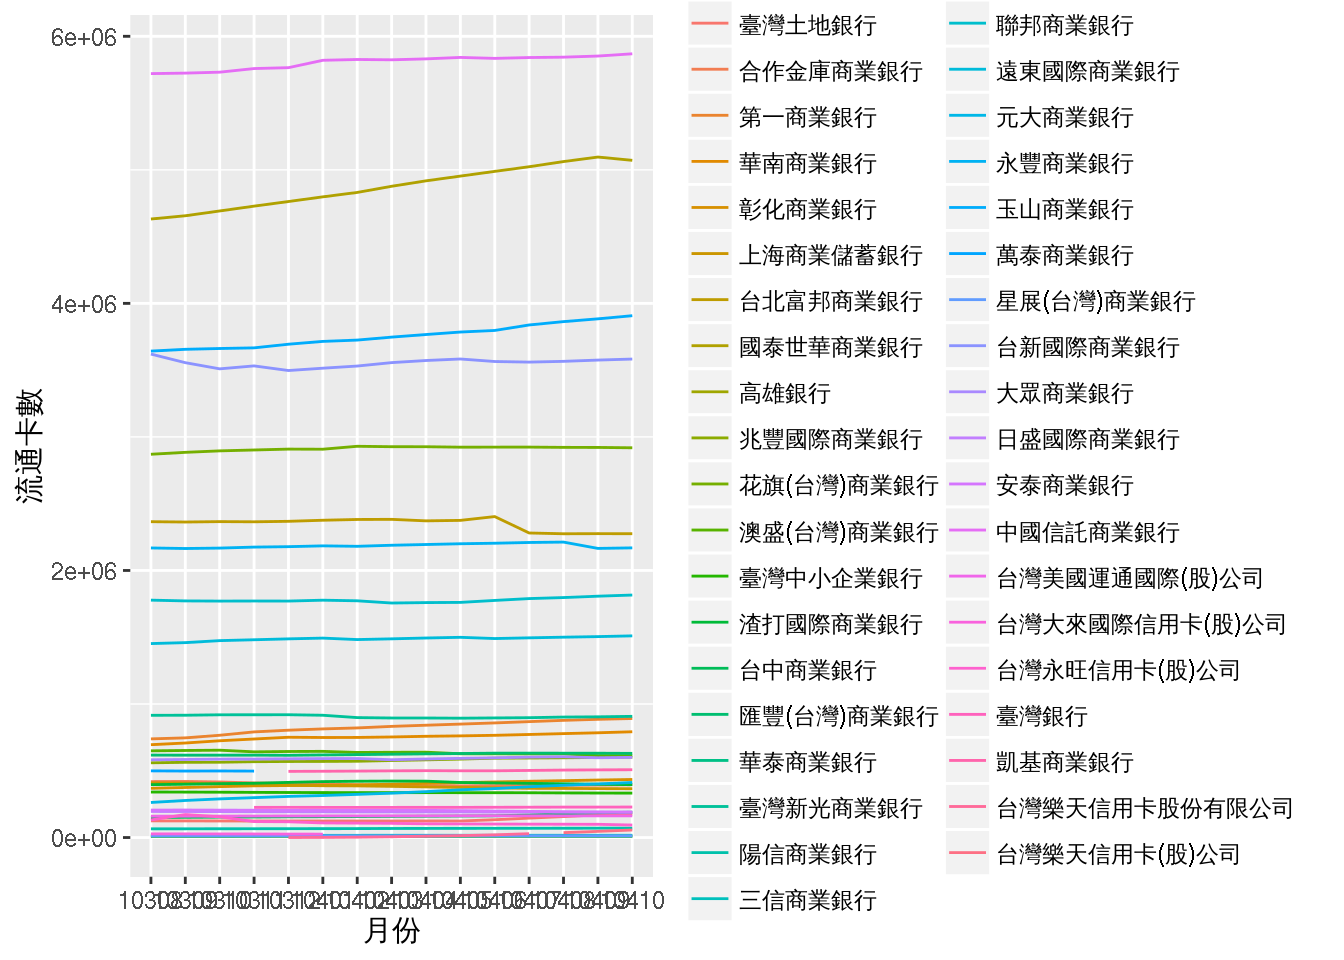 6e+06
4e+06
2e+06
0e+00
流通卡數
10308 10309 10310 10311 10312 10401 10402 10403 10404 10405 10406 10407 10408 10409 10410
月份
臺灣土地銀行
合作金庫商業銀行
第一商業銀行
華南商業銀行
彰化商業銀行
上海商業儲蓄銀行
台北富邦商業銀行
國泰世華商業銀行
高雄銀行
兆豐國際商業銀行
花旗(台灣)商業銀行
澳盛(台灣)商業銀行
臺灣中小企業銀行
渣打國際商業銀行
台中商業銀行
匯豐(台灣)商業銀行
華泰商業銀行
臺灣新光商業銀行
陽信商業銀行
三信商業銀行
聯邦商業銀行
遠東國際商業銀行
元大商業銀行
永豐商業銀行
玉山商業銀行
萬泰商業銀行
星展(台灣)商業銀行
台新國際商業銀行
大眾商業銀行
日盛國際商業銀行
安泰商業銀行
中國信託商業銀行
台灣美國運通國際(股)公司
台灣大來國際信用卡(股)公司
台灣永旺信用卡(股)公司
臺灣銀行
凱基商業銀行
台灣樂天信用卡股份有限公司
台灣樂天信用卡(股)公司